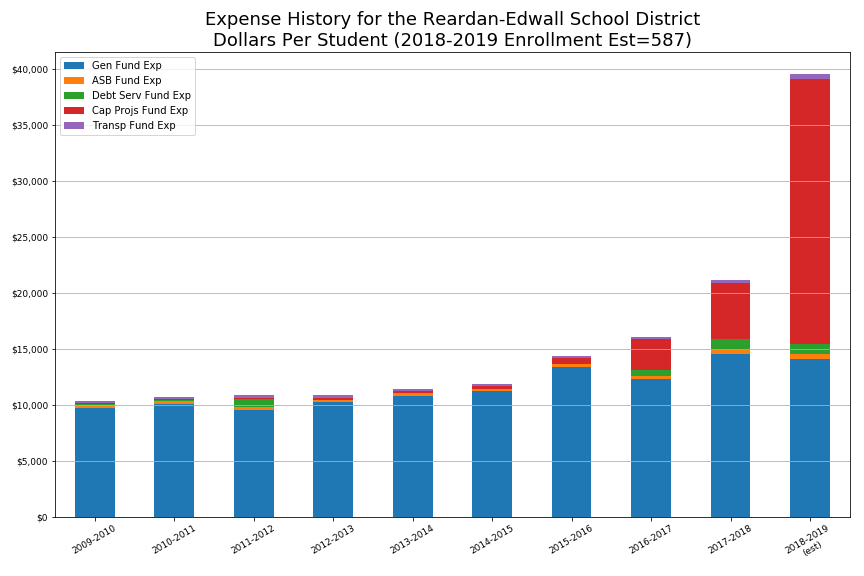 Expense History for the Reardan-Edwall School District
Dollars Per Student (2018-2019 Enrollment Est=587)
Gen Fund Exp
ASB Fund Exp
Debt Serv Fund Exp
Cap Projs Fund Exp
Transp Fund Exp
$40,000
$35,000
$30,000
$25,000
$20,000
$15,000
$10,000
$5,000
$0
2009-2010
2010-2011
2011-2012
2012-2013
2013-2014
2014-2015
2015-2016
2016-2017
2017-2018
2018-2019
(est)